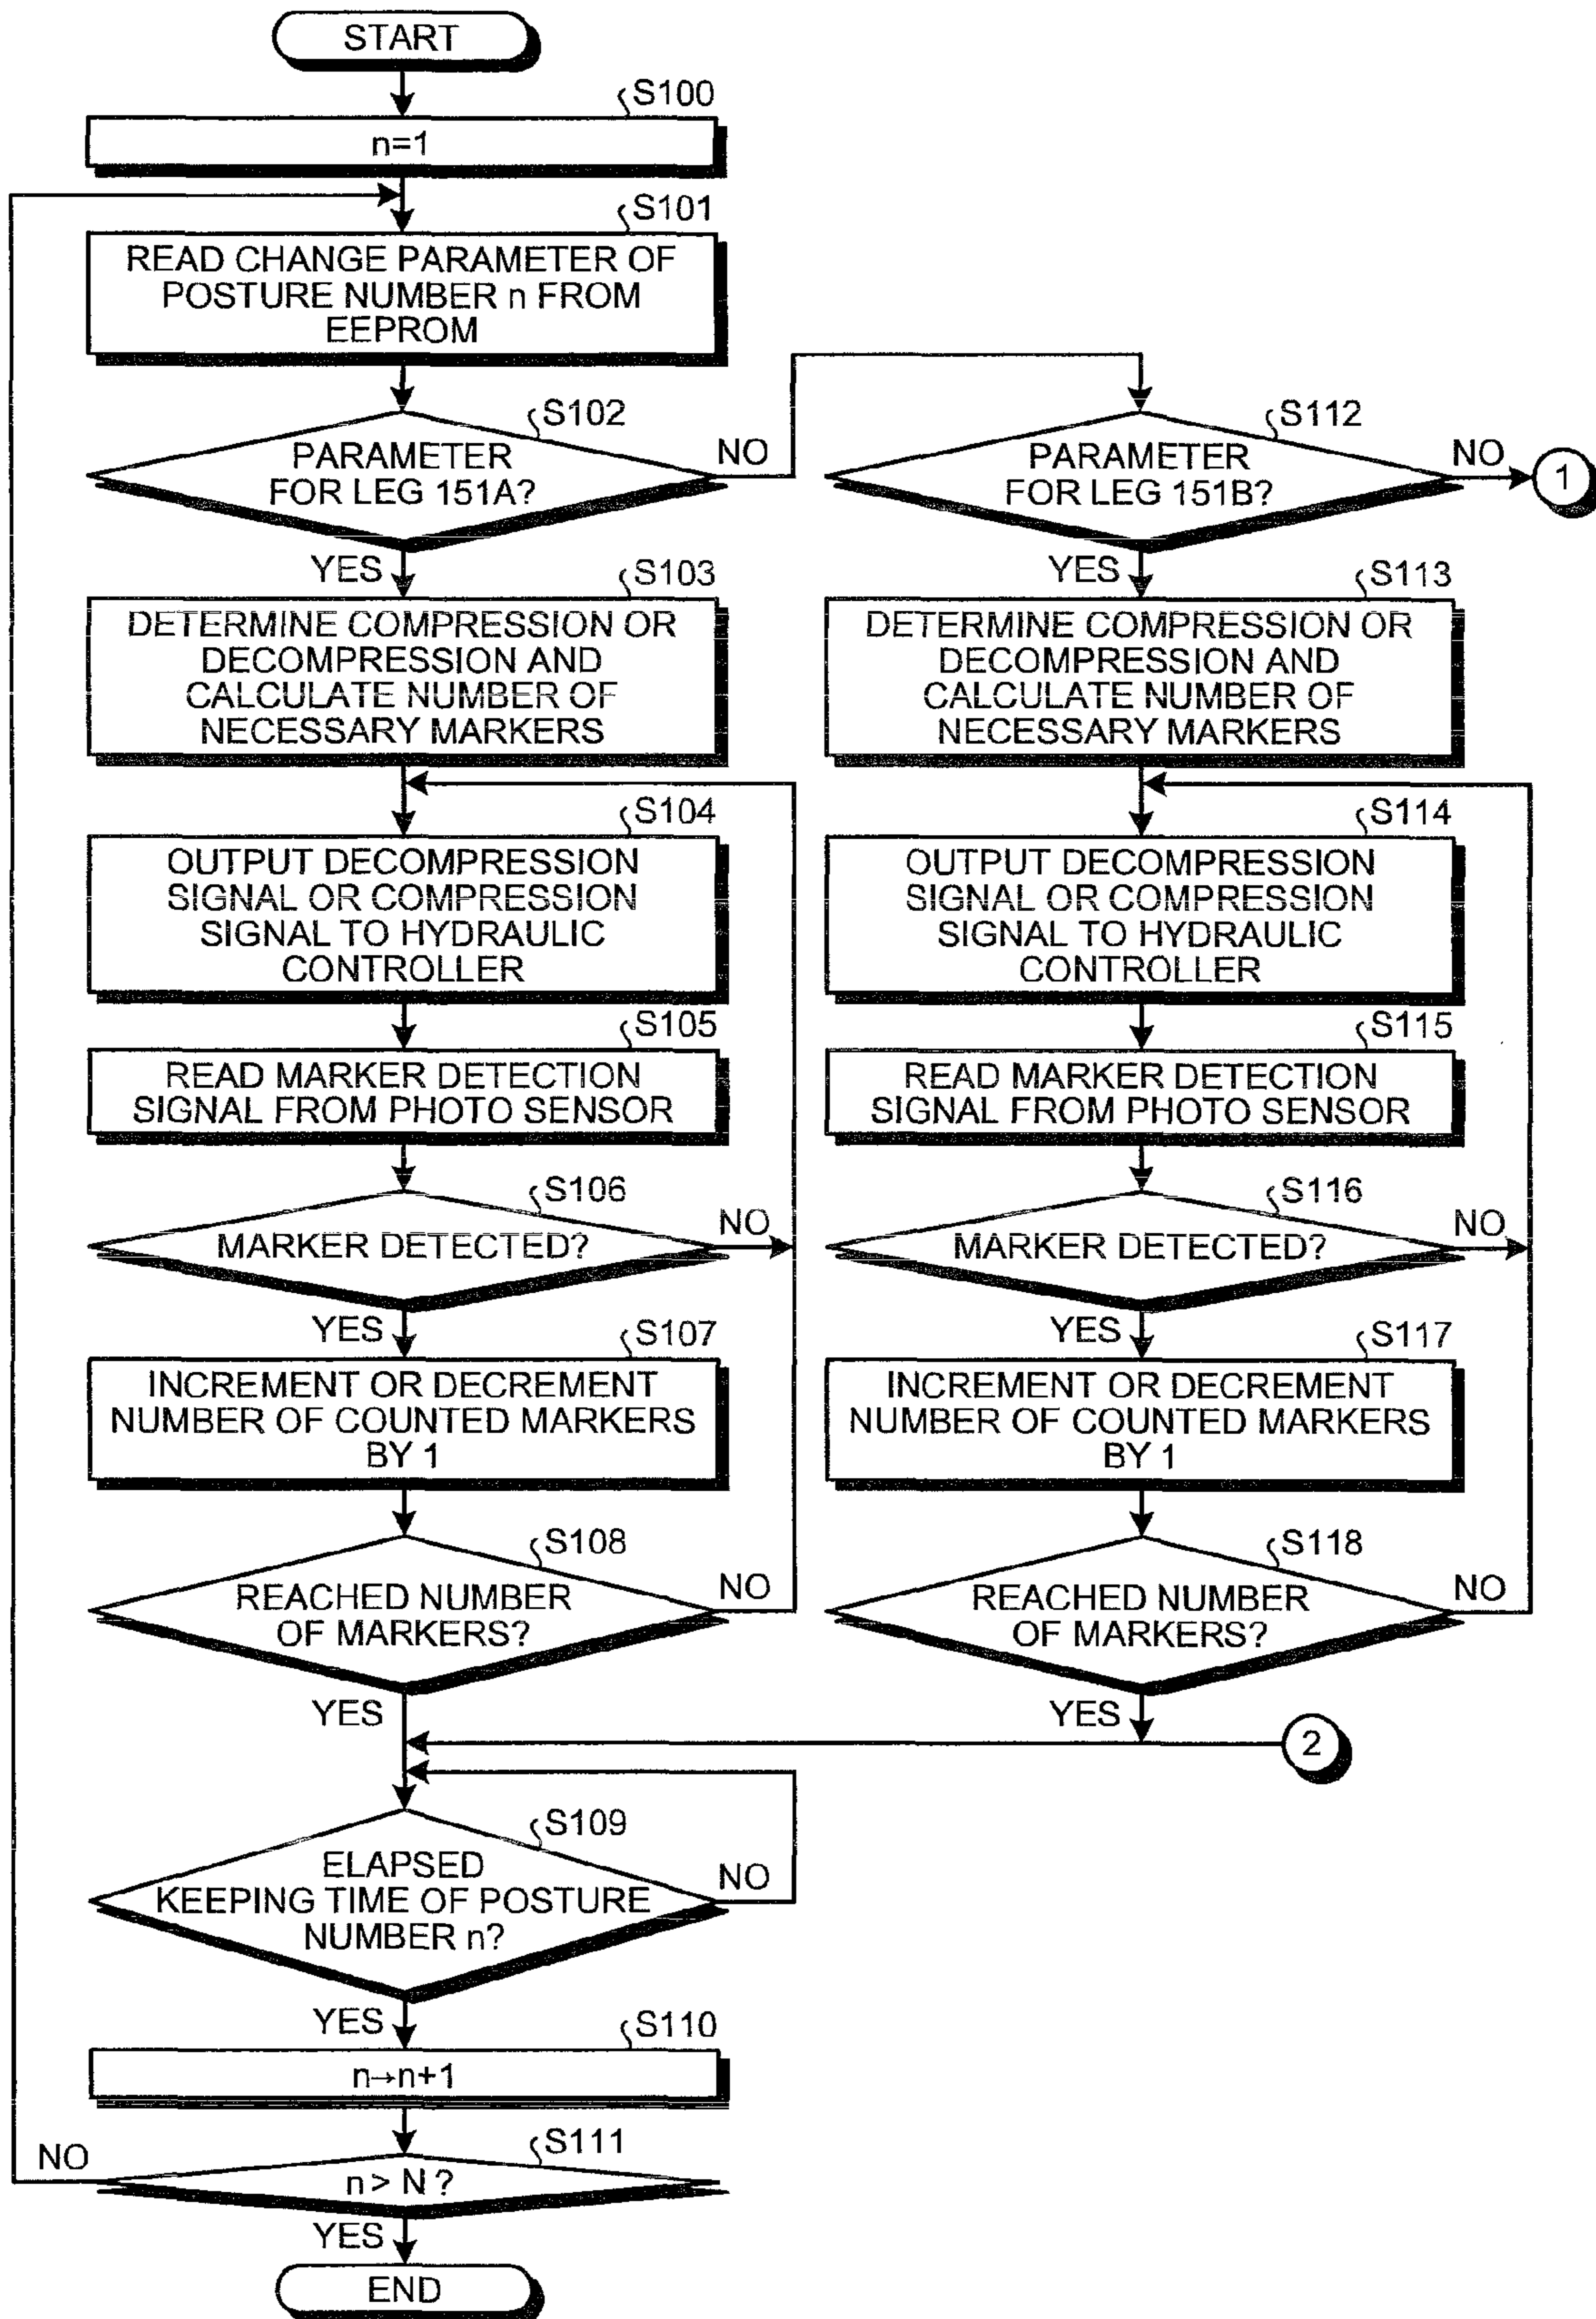 START
S100
n=1
S101
READ CHANGE PARAMETER OF
POSTURE NUMBER n FROM
EEPROM
S102
PARAMETER
FOR LEG 151A?
NO
YES
S112
PARAMETER
FOR LEG 151B?
NO
1
YES
S103
DETERMINE COMPRESSION OR
DECOMPRESSION AND
CALCULATE NUMBER OF
NECESSARY MARKERS
S113
DETERMINE COMPRESSION OR
DECOMPRESSION AND
CALCULATE NUMBER OF
NECESSARY MARKERS
S104
OUTPUT DECOMPRESSION
SIGNAL OR COMPRESSION
SIGNAL TO HYDRAULIC
CONTROLLER
S114
OUTPUT DECOMPRESSION
SIGNAL OR COMPRESSION
SIGNAL TO HYDRAULIC
CONTROLLER
S105
READ MARKER DETECTION
SIGNAL FROM PHOTO SENSOR
S115
READ MARKER DETECTION
SIGNAL FROM PHOTO SENSOR
S106
MARKER DETECTED?
NO
YES
S116
MARKER DETECTED?
NO
YES
S107
INCREMENT OR DECREMENT
NUMBER OF COUNTED MARKERS
BY 1
S117
INCREMENT OR DECREMENT
NUMBER OF COUNTED MARKERS
BY 1
S108
REACHED NUMBER
OF MARKERS?
NO
YES
S118
REACHED NUMBER
OF MARKERS?
NO
YES
2
S109
ELAPSED
KEEPING TIME OF POSTURE
NUMBER n?
NO
YES
S110
n→n+1
S111
n > N ?
NO
YES
END